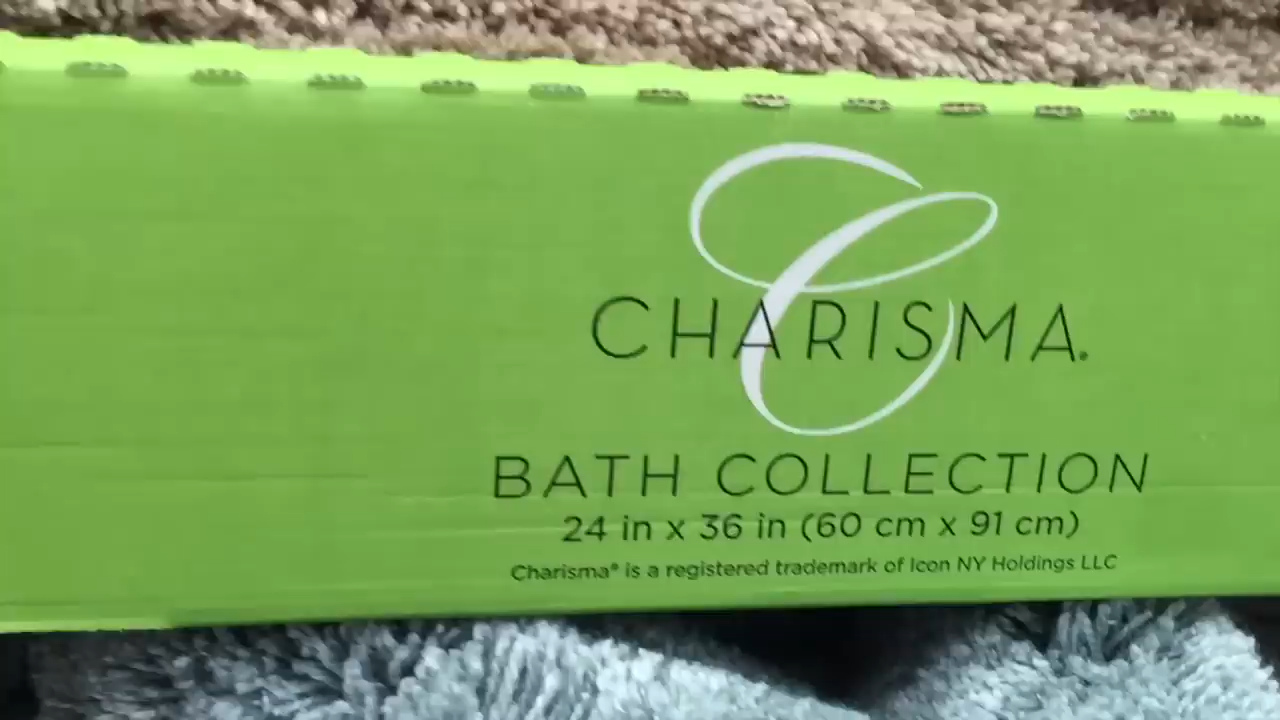 C
CHARISMA.
BATH COLLECTION
24 in x 36 in (60 cm x 91 cm)
Charisma® is a registered trademark of Icon NY Holdings LLC